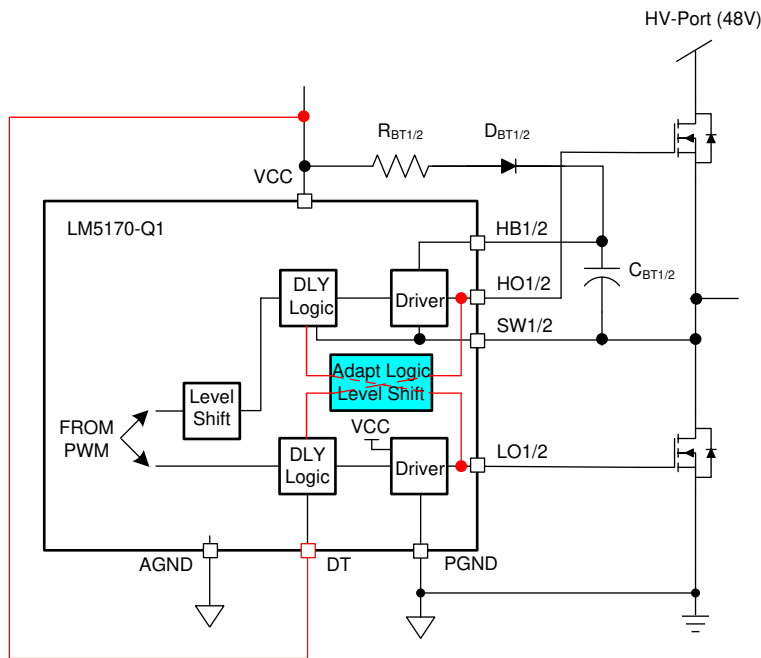 HV-Port (48V)
R_BT1/2
D_BT1/2
VCC
LM5170-Q1
HB1/2
DLY
Logic
Driver
HO1/2
C_BT1/2
SW1/2
Adapt Logic
Level Shift
Level
Shift
FROM
PWM
VCC
DLY
Logic
Driver
LO1/2
AGND
DT
PGND